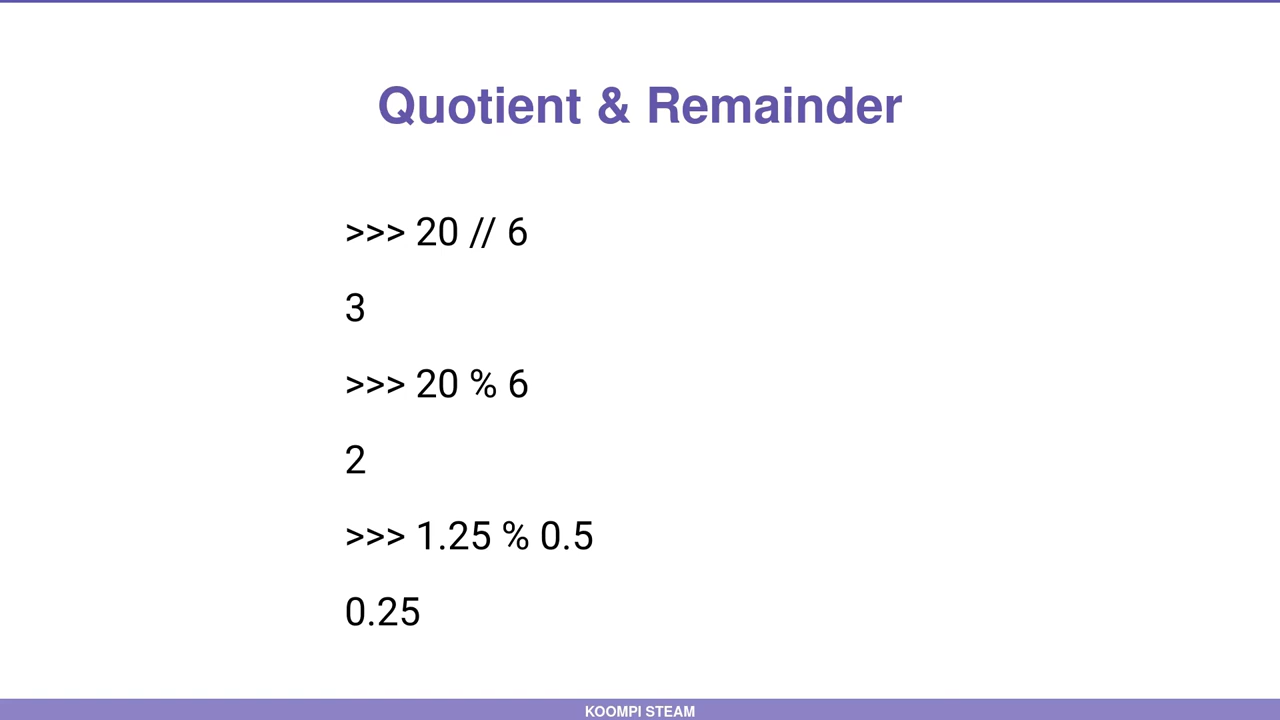 Quotient & Remainder
>>> 20 // 6
3
>>> 20 % 6
2
>>> 1.25 % 0.5
0.25
KOOMPI STEAM